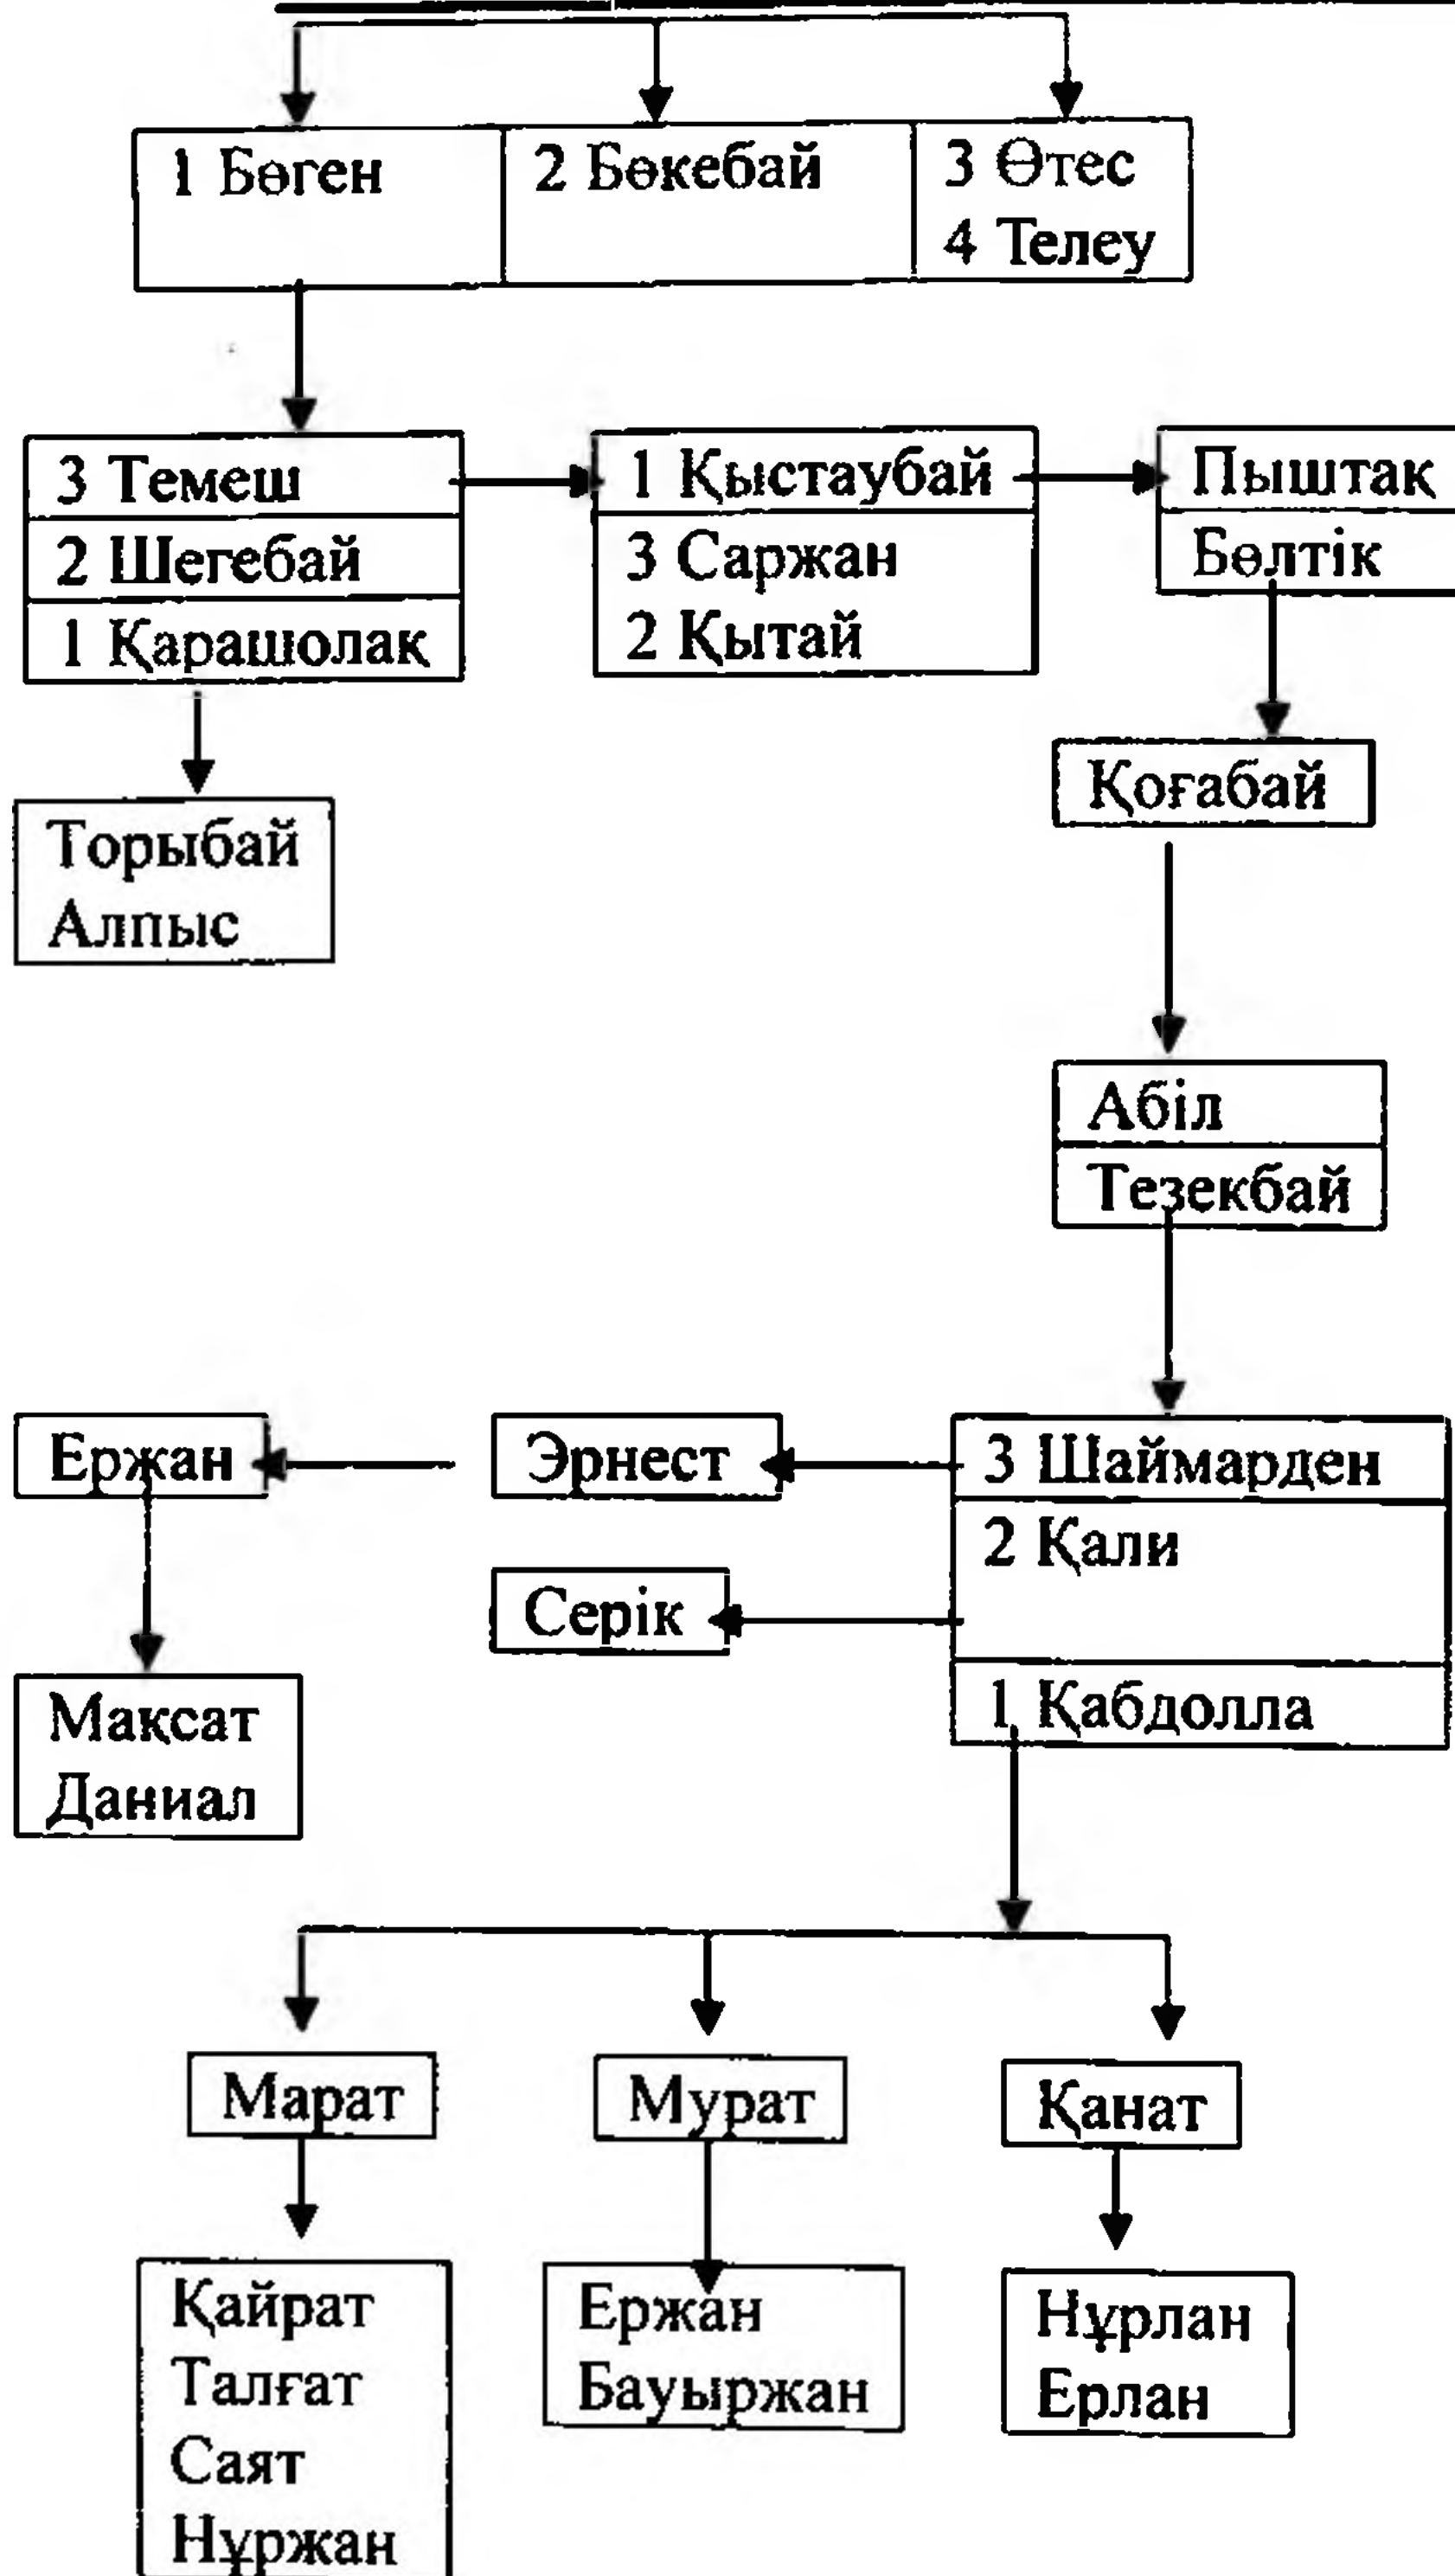 1 Бөген
2 Бөкебай
3 Өтес
4 Телеу
3 Темеш
2 Шегебай
1 Қарашолақ
1 Қыстаубай
3 Саржан
2 Қытай
Пыштақ
Бөлтік
Торыбай
Алпыс
Қоғабай
Абіл
Тезекбай
Ержан
Эрнест
3 Шаймарден
2 Қали
Серік
1 Қабдолла
Мақсат
Даниал
Марат
Мурат
Қанат
Қайрат
Талғат
Саят
Нұржан
Ержан
Бауыржан
Нұрлан
Ерлан